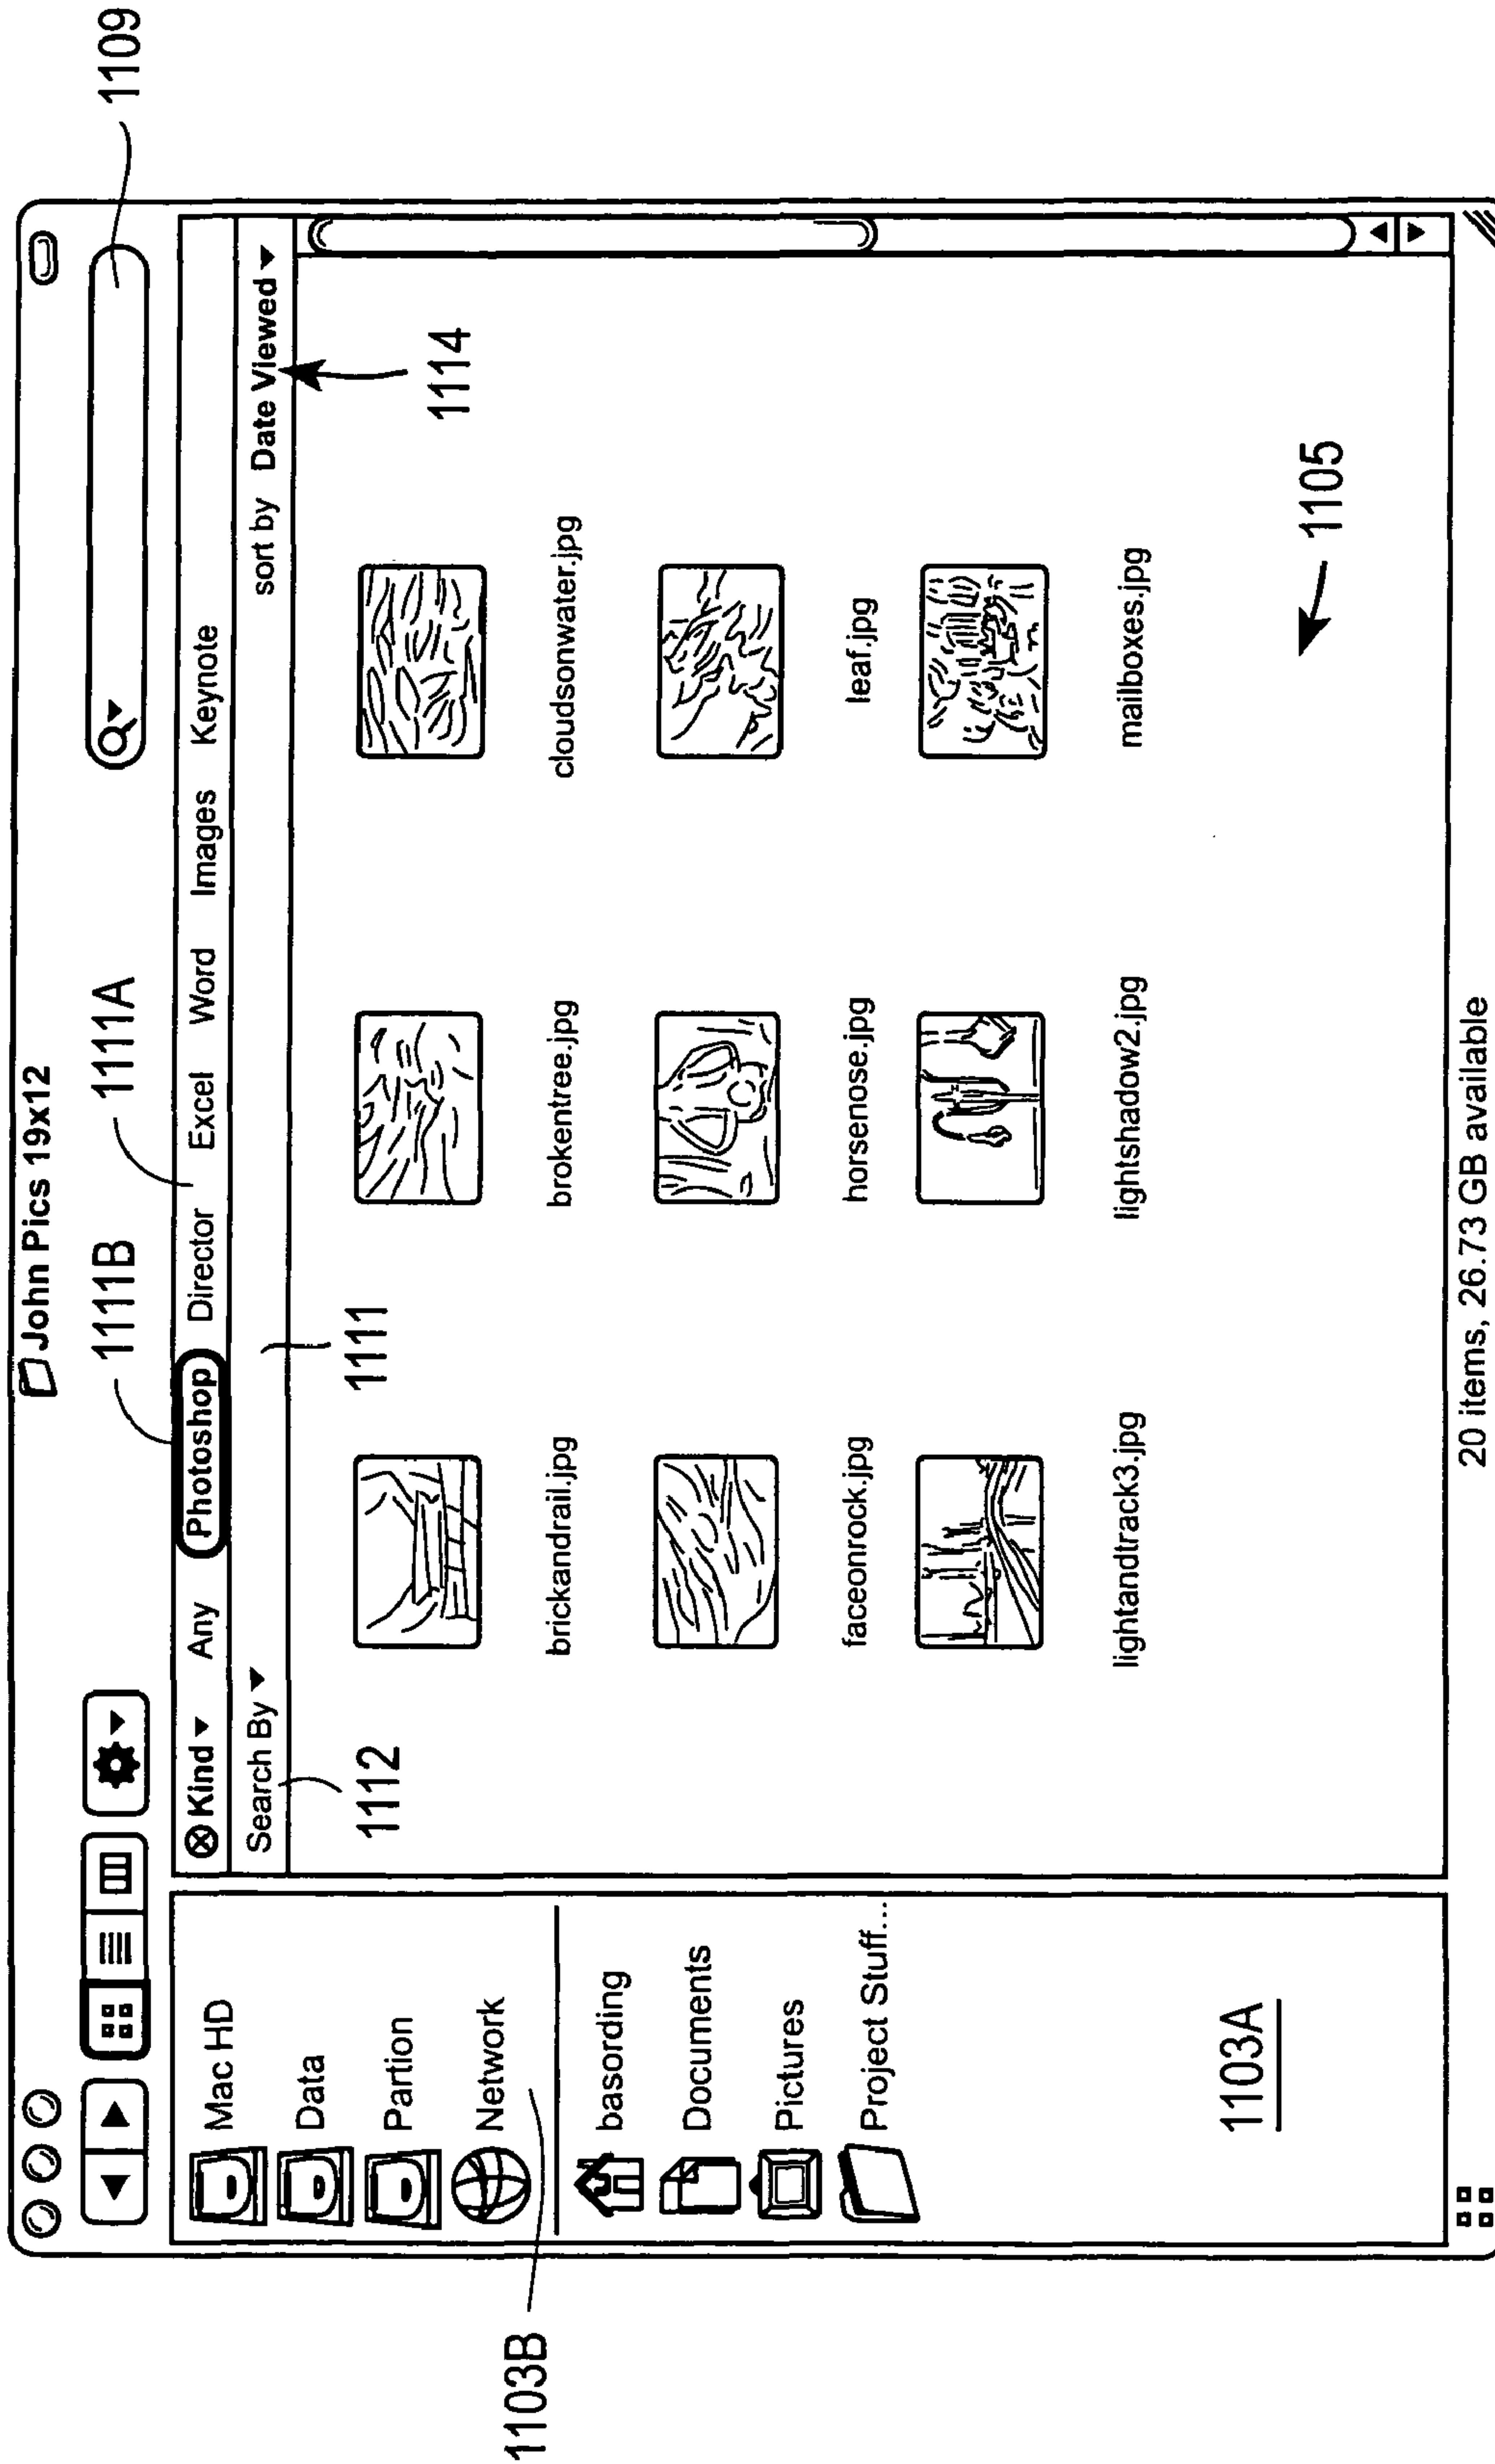 John Pics 19x12
1111B
1111A
1109
Kind Any Photoshop Director Excel Word Images Keynote
Search By
sort by Date Viewed
1112
1111
1114
Mac HD
Data
Partion
Network
1103B
basording
Documents
Pictures
Project Stuff...
1103A
brickandrail.jpg brokentree.jpg cloudsonwater.jpg
faceonrock.jpg horsenose.jpg leaf.jpg
lightandtrack3.jpg lightshadow2.jpg mailboxes.jpg
1105
20 items, 26.73 GB available